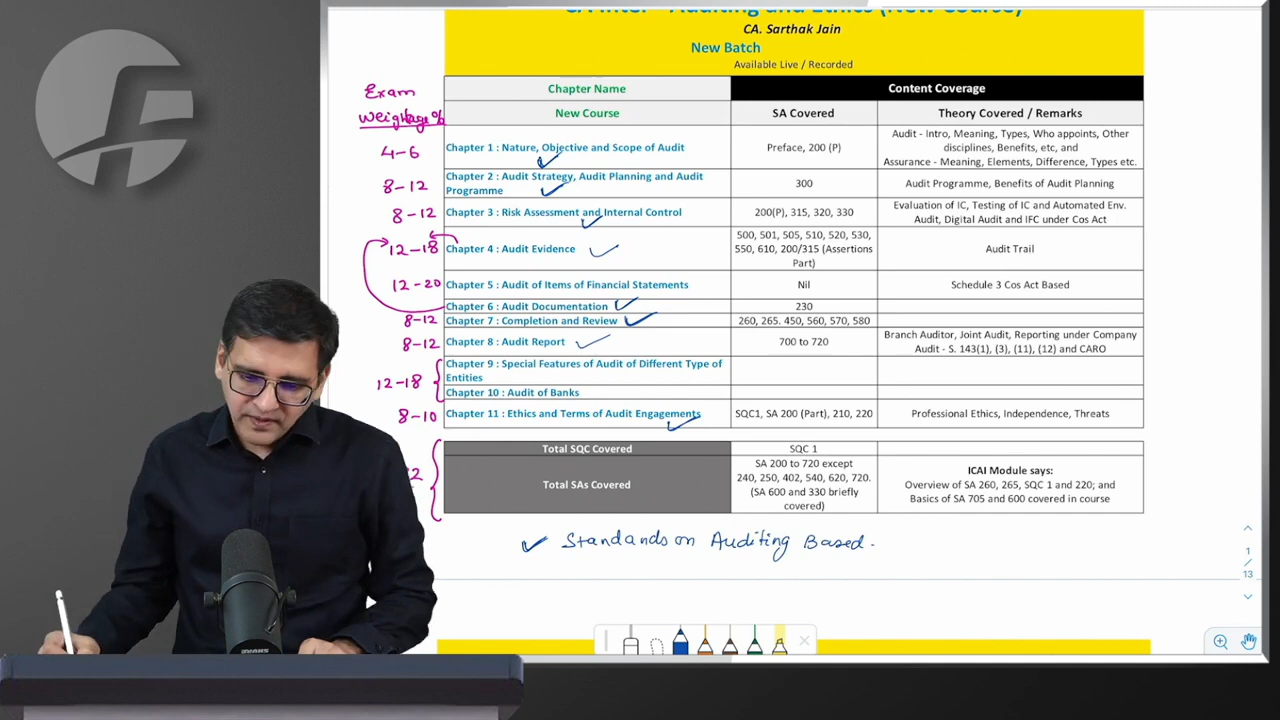 CA Inter - Auditing and Ethics (New Course)
CA. Sarthak Jain
New Batch
Available Live / Recorded
Exam
Weightage %
Chapter Name
Content Coverage
New Course
SA Covered
Theory Covered / Remarks
4-6
Chapter 1 : Nature, Objective and Scope of Audit
Preface, 200 (P)
Audit - Intro, Meaning, Types, Who appoints, Other
disciplines, Benefits, etc, and
Assurance - Meaning, Elements, Difference, Types etc.
8-12
Chapter 2 : Audit Strategy, Audit Planning and Audit
Programme
300
Audit Programme, Benefits of Audit Planning
8-12
Chapter 3 : Risk Assessment and Internal Control
200(P), 315, 320, 330
Evaluation of IC, Testing of IC and Automated Env.
Audit, Digital Audit and IFC under Cos Act
12-18
Chapter 4 : Audit Evidence
500, 501, 505, 510, 520, 530,
550, 610, 200/315 (Assertions
Part)
Audit Trail
12-20
Chapter 5 : Audit of Items of Financial Statements
Nil
Schedule 3 Cos Act Based
Chapter 6 : Audit Documentation
230
8-12
Chapter 7 : Completion and Review
260, 265. 450, 560, 570, 580
8-12
Chapter 8 : Audit Report
700 to 720
Branch Auditor, Joint Audit, Reporting under Company
Audit - S. 143(1), (3), (11), (12) and CARO
12-18
Chapter 9 : Special Features of Audit of Different Type of
Entities
Chapter 10 : Audit of Banks
8-10
Chapter 11 : Ethics and Terms of Audit Engagements
SQC1, SA 200 (Part), 210, 220
Professional Ethics, Independence, Threats
Total SQC Covered
SQC 1
Total SAs Covered
SA 200 to 720 except
240, 250, 402, 540, 620, 720.
(SA 600 and 330 briefly
covered)
ICAI Module says:
Overview of SA 260, 265, SQC 1 and 220; and
Basics of SA 705 and 600 covered in course
Standards on Auditing Based.
1
/
13
SHURE